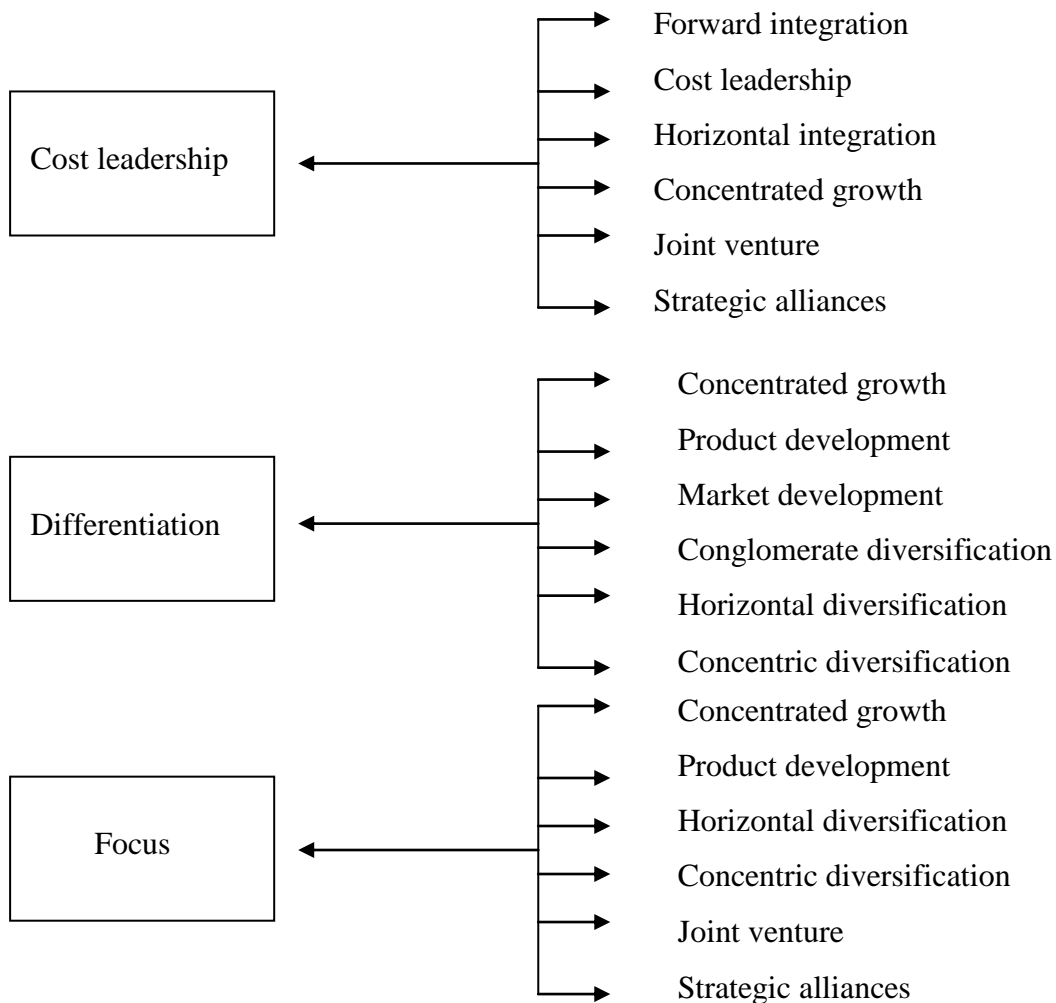 Cost leadership
Forward integration
Cost leadership
Horizontal integration
Concentrated growth
Joint venture
Strategic alliances
Differentiation
Concentrated growth
Product development
Market development
Conglomerate diversification
Horizontal diversification
Concentric diversification
Focus
Concentrated growth
Product development
Horizontal diversification
Concentric diversification
Joint venture
Strategic alliances